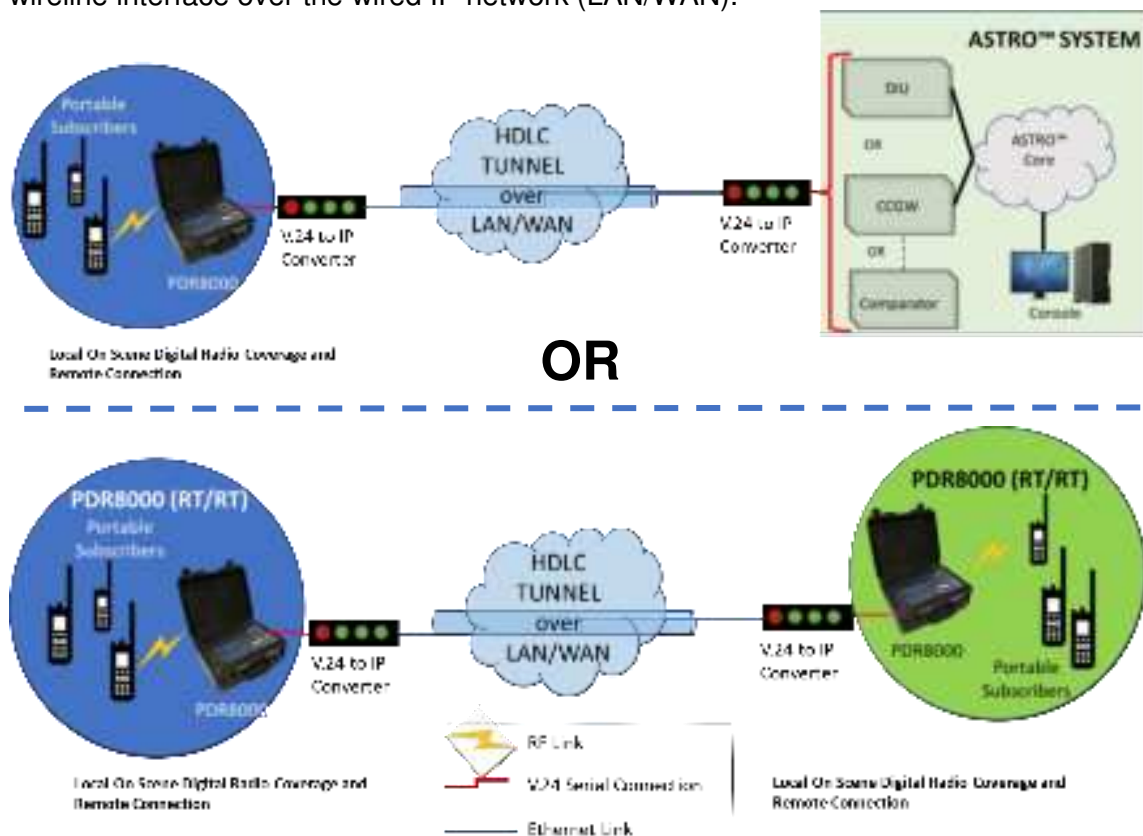 wireline interface over the wired IP network (LAN/WAN).
ASTRO™ SYSTEM
Portable
Subscribers
PDR8000
V.24 to IP
Converter
HDLC
TUNNEL
over
LAN/WAN
V.24 to IP
Converter
DIU
OR
CCGW
OR
Comparator
ASTRO™
Core
Console
Local On Scene Digital Radio Coverage and
Remote Connection
OR
PDR8000 (RT/RT)
Portable
Subscribers
PDR8000
V.24 to IP
Converter
HDLC
TUNNEL
over
LAN/WAN
V.24 to IP
Converter
PDR8000 (RT/RT)
PDR8000
Portable
Subscribers
Local On Scene Digital Radio Coverage and
Remote Connection
RF Link
V.24 Serial Connection
Ethernet Link
Local On Scene Digital Radio Coverage and
Remote Connection